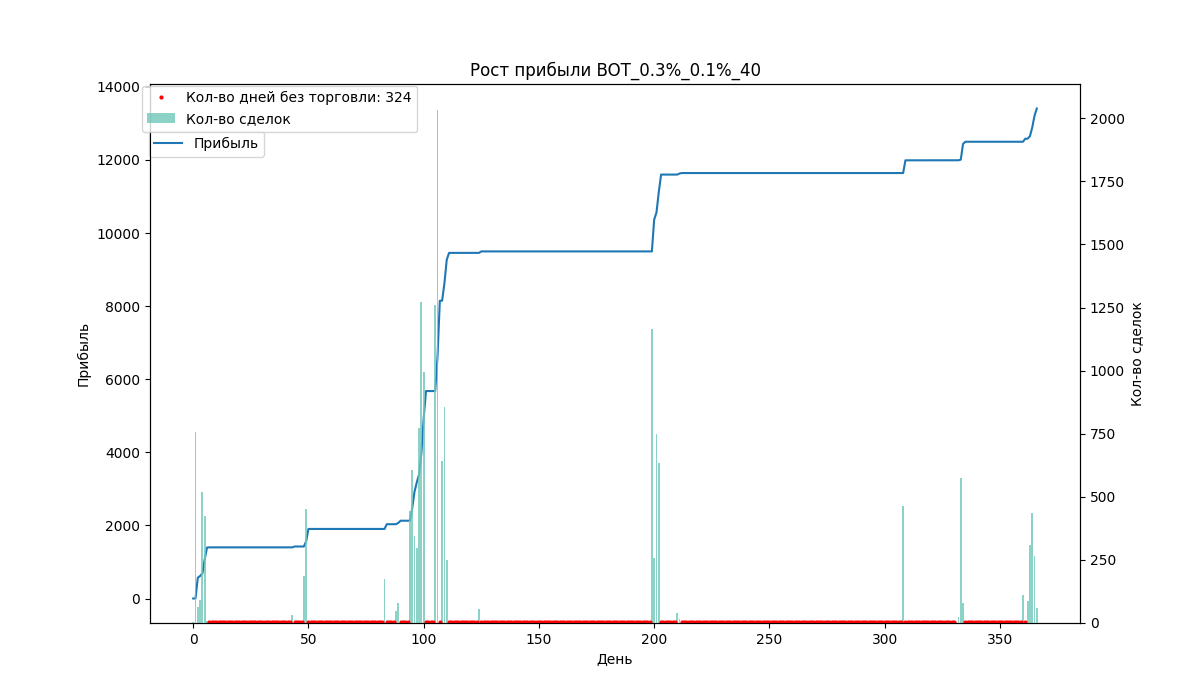 Рост прибыли BOT_0.3%_0.1%_40
Кол-во дней без торговли: 324
Кол-во сделок
Прибыль
14000
12000
10000
8000
6000
4000
2000
0
Прибыль
2000
1750
1500
1250
1000
750
500
250
0
Кол-во сделок
0 50 100 150 200 250 300 350
День